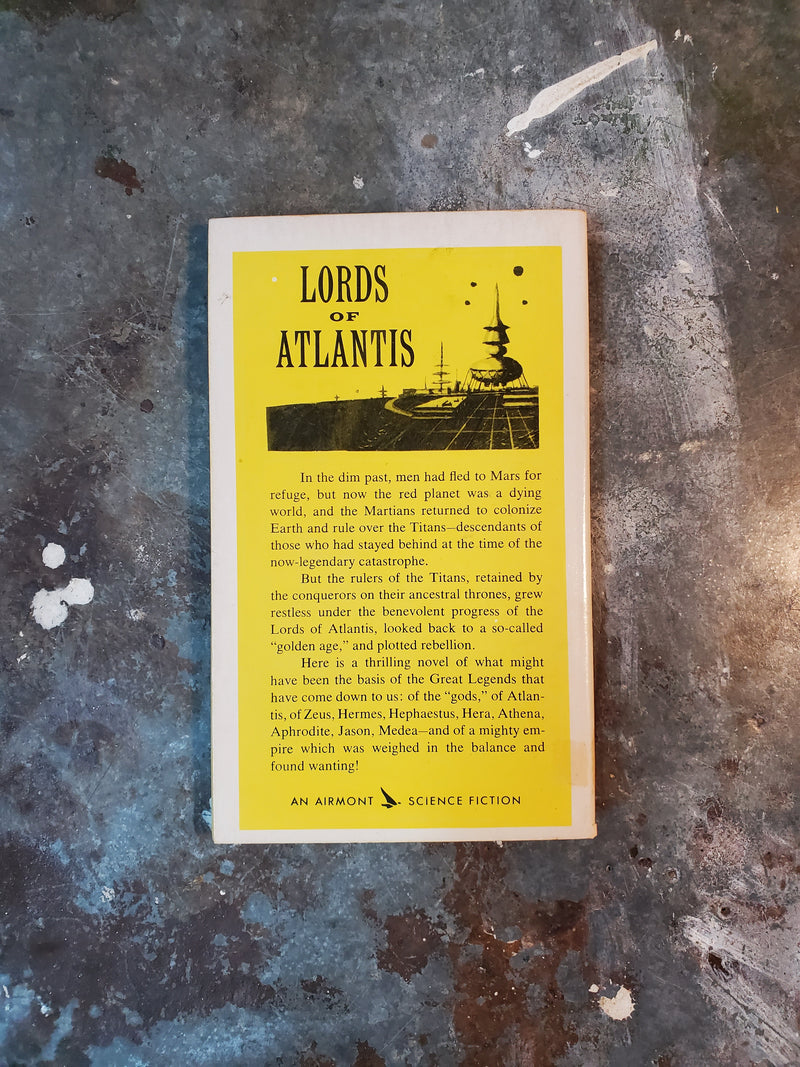 LORDS
OF
ATLANTIS
In the dim past, men had fled to Mars for
refuge, but now the red planet was a dying
world, and the Martians returned to colonize
Earth and rule over the Titans—descendants of
those who had stayed behind at the time of the
now-legendary catastrophe.
But the rulers of the Titans, retained by
the conquerors on their ancestral thrones, grew
restless under the benevolent progress of the
Lords of Atlantis, looked back to a so-called
“golden age,” and plotted rebellion.
Here is a thrilling novel of what might
have been the basis of the Great Legends that
have come down to us: of the “gods,” of Atlan-
tis, of Zeus, Hermes, Hephaestus, Hera, Athena,
Aphrodite, Jason, Medea—and of a mighty em-
pire which was weighed in the balance and
found wanting!
AN AIRMONT SCIENCE FICTION